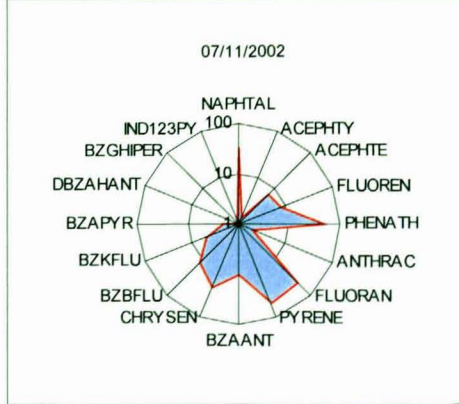 07/11/2002
NAPHTAL
100
IND123PY
ACEPHTY
BZGHIPER
ACEPHTE
10
DBZAHANT
FLUOREN
BZAPYR
1
PHENATH
BZKFLU
ANTHRAC
BZBFLU
FLUORAN
CHRYSEN
PYRENE
BZAANT